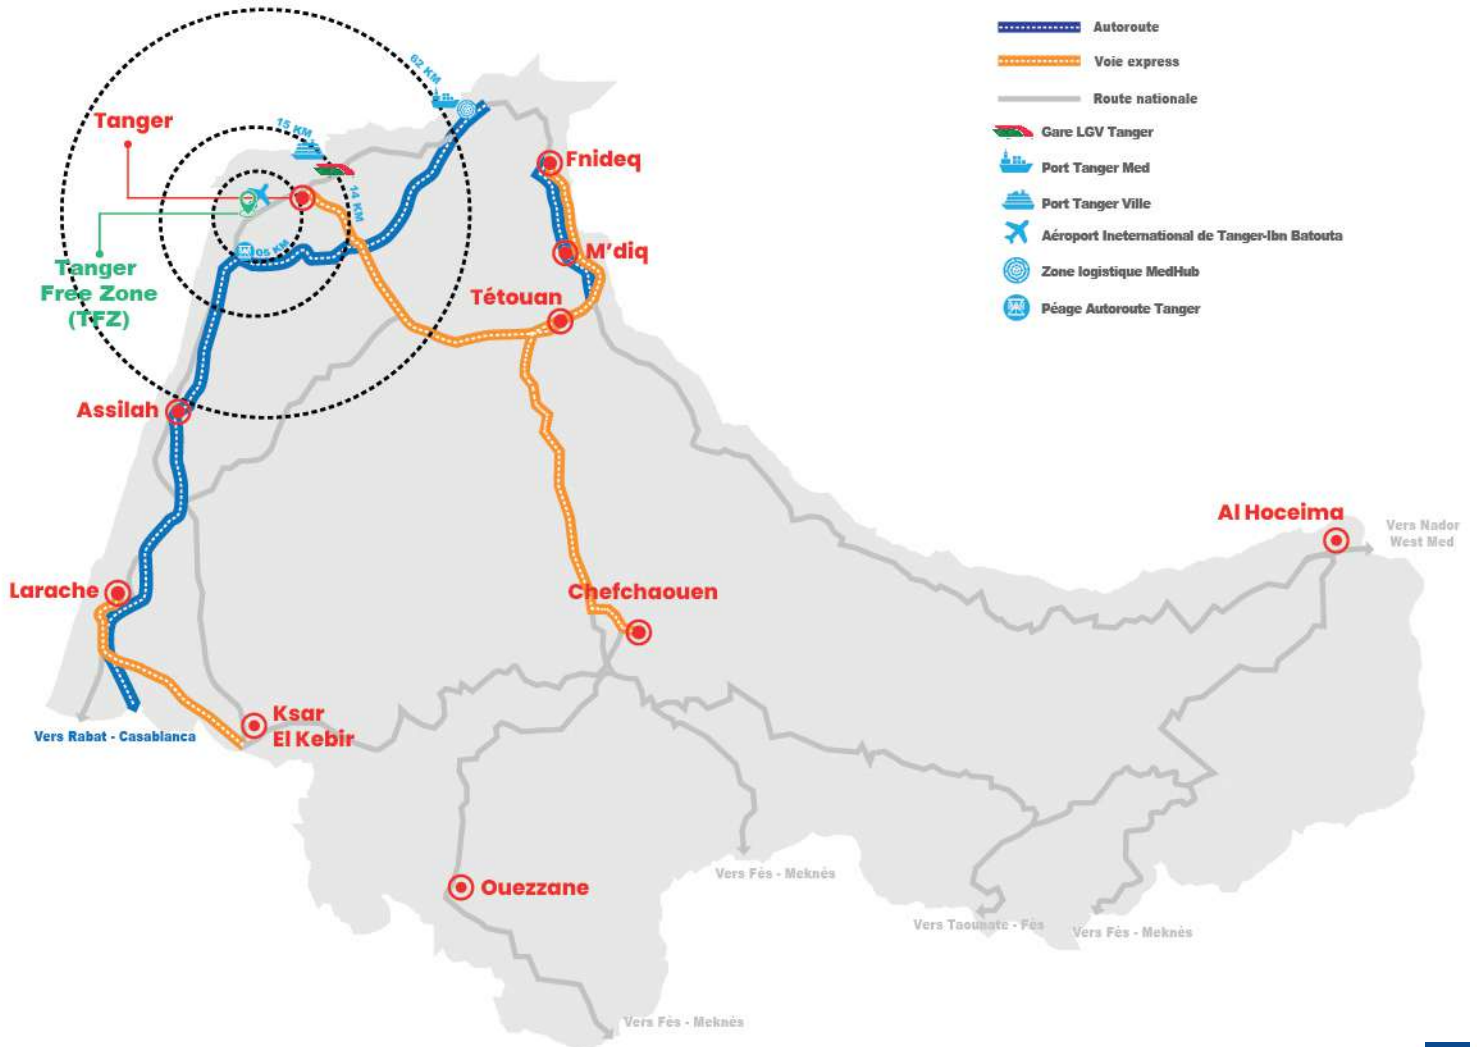 Autoroute
Voie express
Route nationale
Gare LGV Tanger
Port Tanger Med
Port Tanger Ville
Aéroport Ineternational de Tanger-Ibn Batouta
Zone logistique MedHub
Péage Autoroute Tanger
62 KM
15 KM
14 KM
05 KM
Tanger
Tanger
Free Zone
(TFZ)
Fnideq
M'diq
Tétouan
Assilah
Larache
Chefchaouen
Al Hoceima
Vers Nador
West Med
Ksar
El Kebir
Vers Rabat - Casablanca
Ouezzane
Vers Fès - Meknès
Vers Taounate - Fès
Vers Fès - Meknès
Vers Fès - Meknès